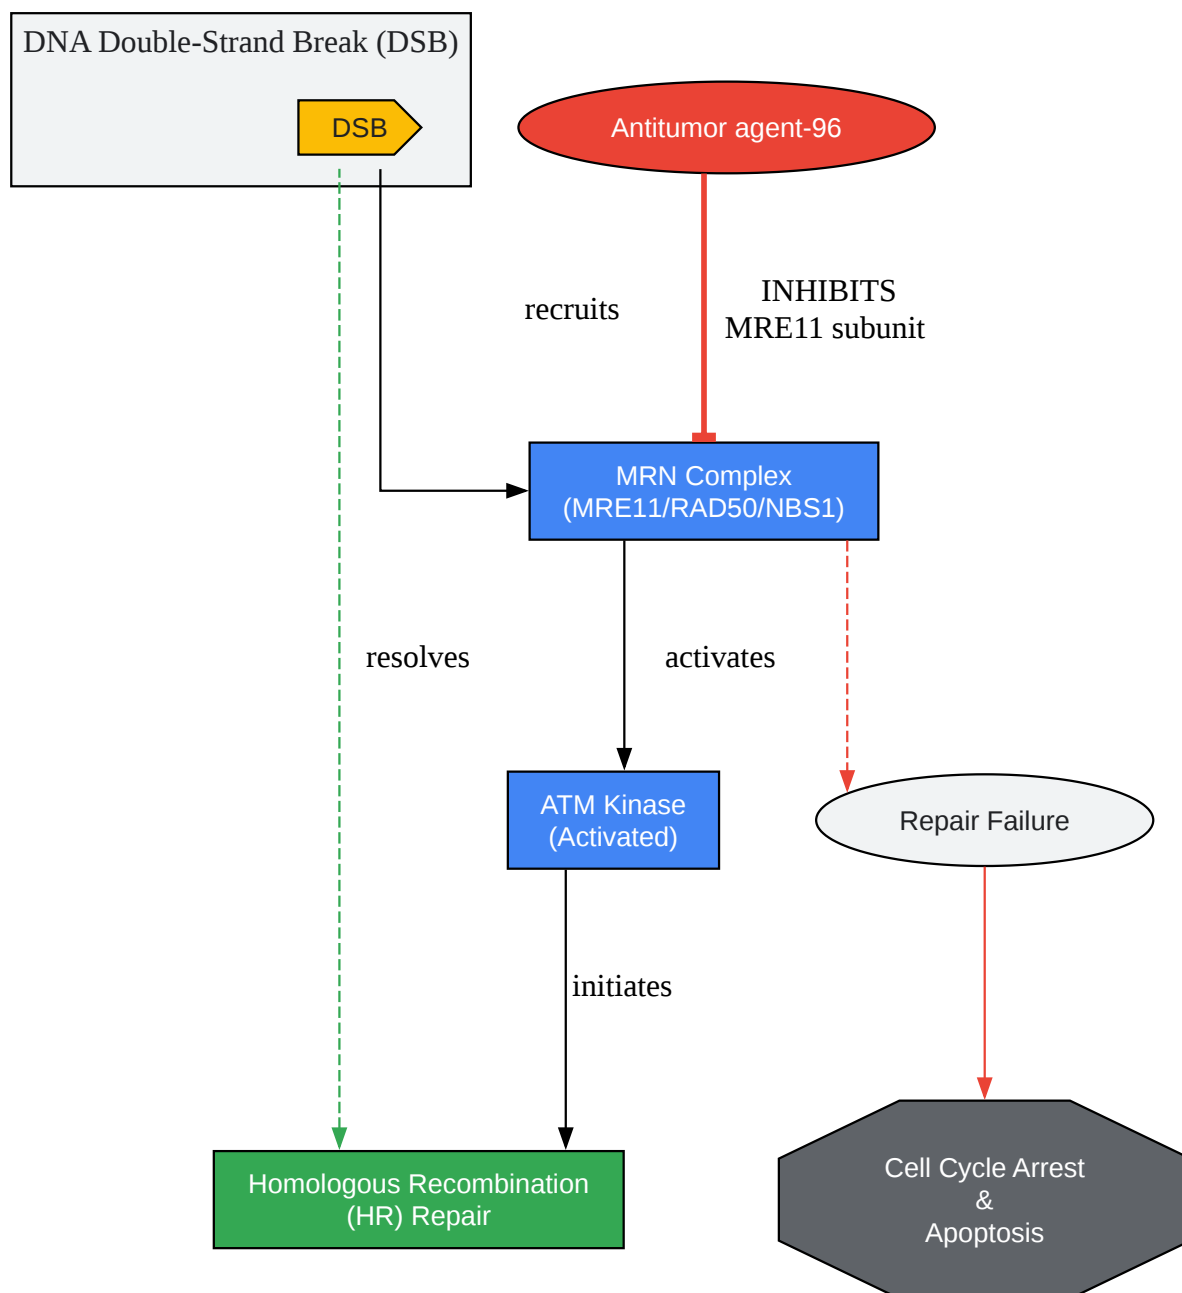 DNA Double-Strand Break (DSB)
DSB
Antitumor agent-96
recruits
INHIBITS
MRE11 subunit
MRN Complex
(MRE11/RAD50/NBS1)
resolves
activates
ATM Kinase
(Activated)
Repair Failure
initiates
Homologous Recombination
(HR) Repair
Cell Cycle Arrest
&
Apoptosis